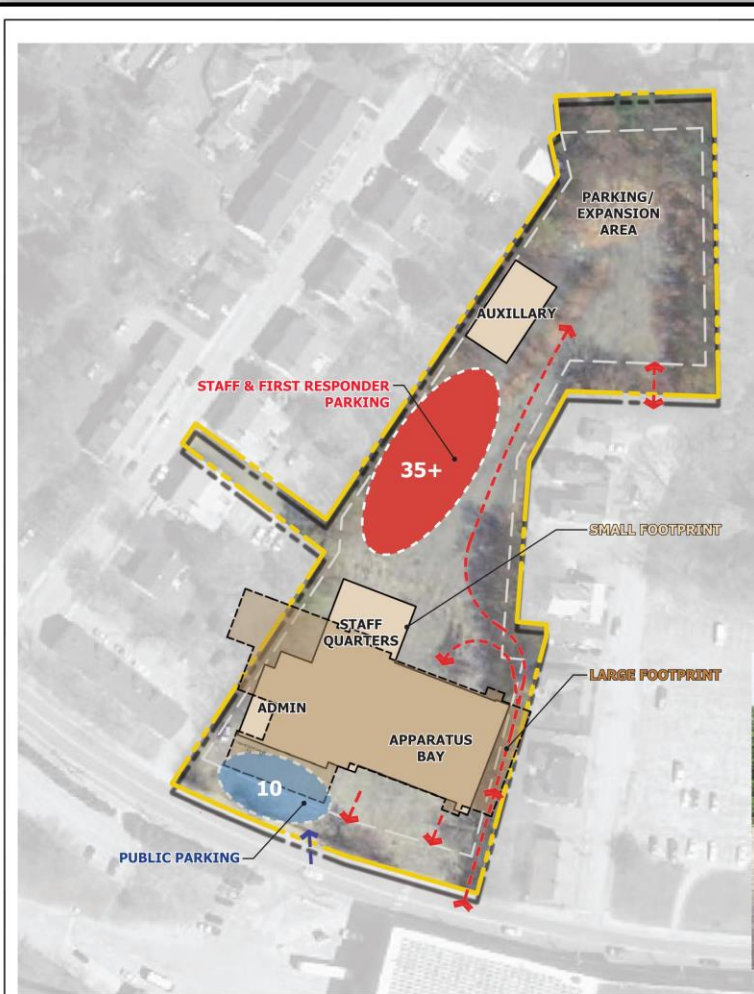 PARKING/
EXPANSION
AREA
AUXILLARY
STAFF & FIRST RESPONDER
PARKING
35+
SMALL FOOTPRINT
STAFF
QUARTERS
LARGE FOOTPRINT
ADMIN
APPARATUS
BAY
10
PUBLIC PARKING